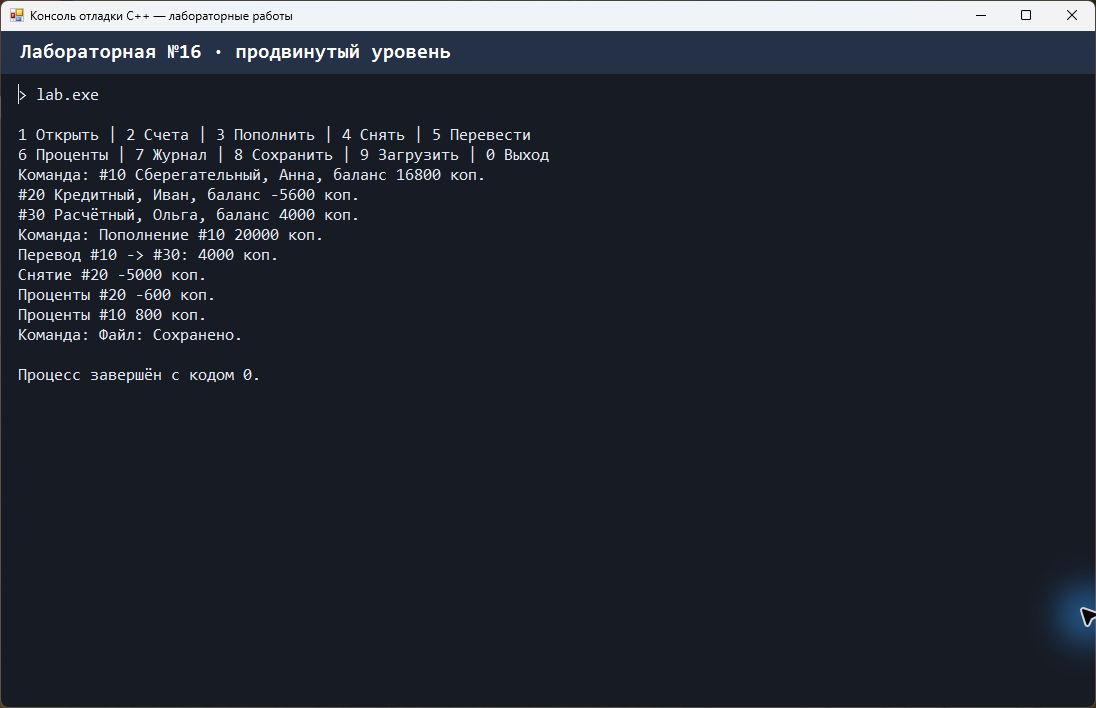 Консоль отладки C++ — лабораторные работы
Лабораторная №16 · продвинутый уровень
> lab.exe
1 Открыть | 2 Счета | 3 Пополнить | 4 Снять | 5 Перевести
6 Проценты | 7 Журнал | 8 Сохранить | 9 Загрузить | 0 Выход
Команда: #10 Сберегательный, Анна, баланс 16800 коп.
#20 Кредитный, Иван, баланс -5600 коп.
#30 Расчётный, Ольга, баланс 4000 коп.
Команда: Пополнение #10 20000 коп.
Перевод #10 -> #30: 4000 коп.
Снятие #20 -5000 коп.
Проценты #20 -600 коп.
Проценты #10 800 коп.
Команда: Файл: Сохранено.
Процесс завершён с кодом 0.